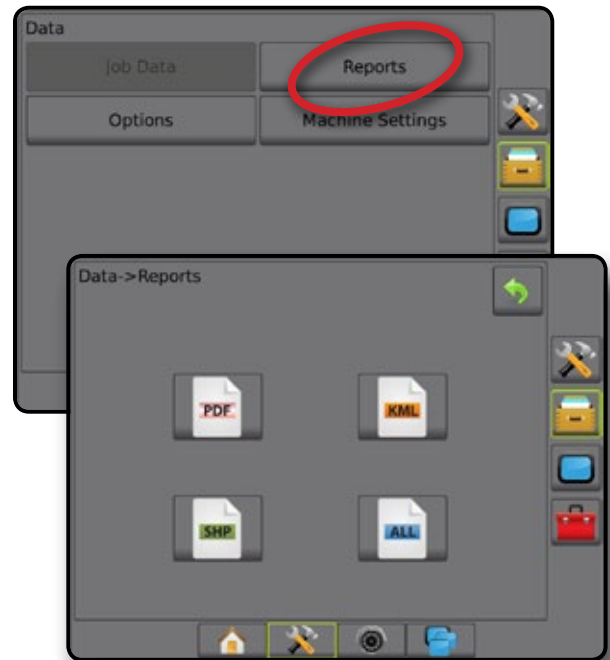 Data
Job Data Reports
Options Machine Settings
Data->Reports
PDF KML
SHP ALL